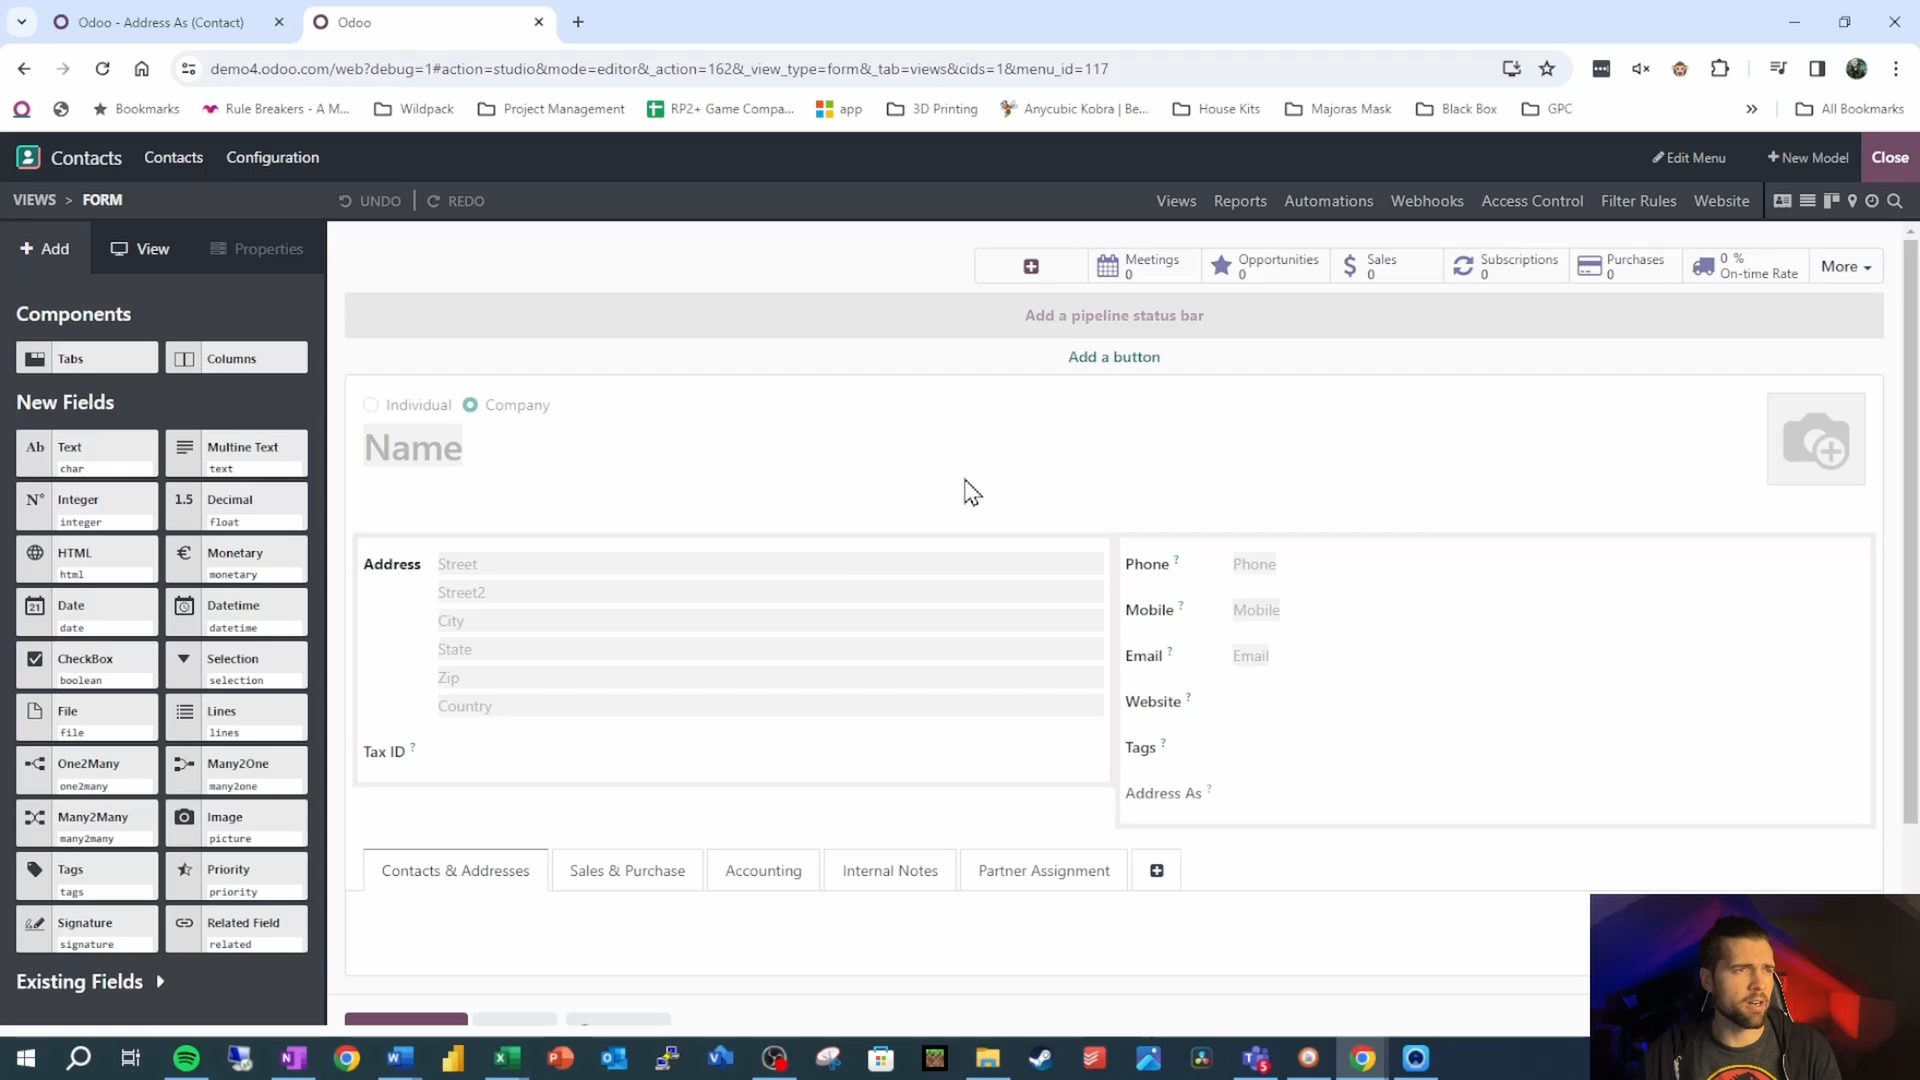 Odoo - Address As (Contact)
Odoo
demo4.odoo.com/web?debug=1#action=studio&mode=editor&_action=162&_view_type=form&_tab=views&cids=1&menu_id=117
Bookmarks
Rule Breakers - A M...
Wildpack
Project Management
RP2+ Game Compa...
app
3D Printing
Anycubic Kobra | Be...
House Kits
Majoras Mask
Black Box
GPC
»
All Bookmarks
Contacts
Contacts
Configuration
Edit Menu
+ New Model
Close
VIEWS > FORM
UNDO
REDO
Views
Reports
Automations
Webhooks
Access Control
Filter Rules
Website
+ Add
View
Properties
Meetings
0
Opportunities
0
Sales
0
Subscriptions
0
Purchases
0
0 %
On-time Rate
More
Components
Tabs
Columns
New Fields
Ab Text
char
Multine Text
text
N° Integer
integer
1.5 Decimal
float
HTML
html
€ Monetary
monetary
21 Date
date
Datetime
datetime
CheckBox
boolean
Selection
selection
File
file
Lines
lines
One2Many
one2many
Many2One
many2one
Many2Many
many2many
Image
picture
Tags
tags
Priority
priority
Signature
signature
Related Field
related
Existing Fields
Add a pipeline status bar
Add a button
Individual
Company
Name
Address
Street
Street2
City
State
Zip
Country
Tax ID ?
Phone ?
Phone
Mobile ?
Mobile
Email ?
Email
Website ?
Tags ?
Address As ?
Contacts & Addresses
Sales & Purchase
Accounting
Internal Notes
Partner Assignment